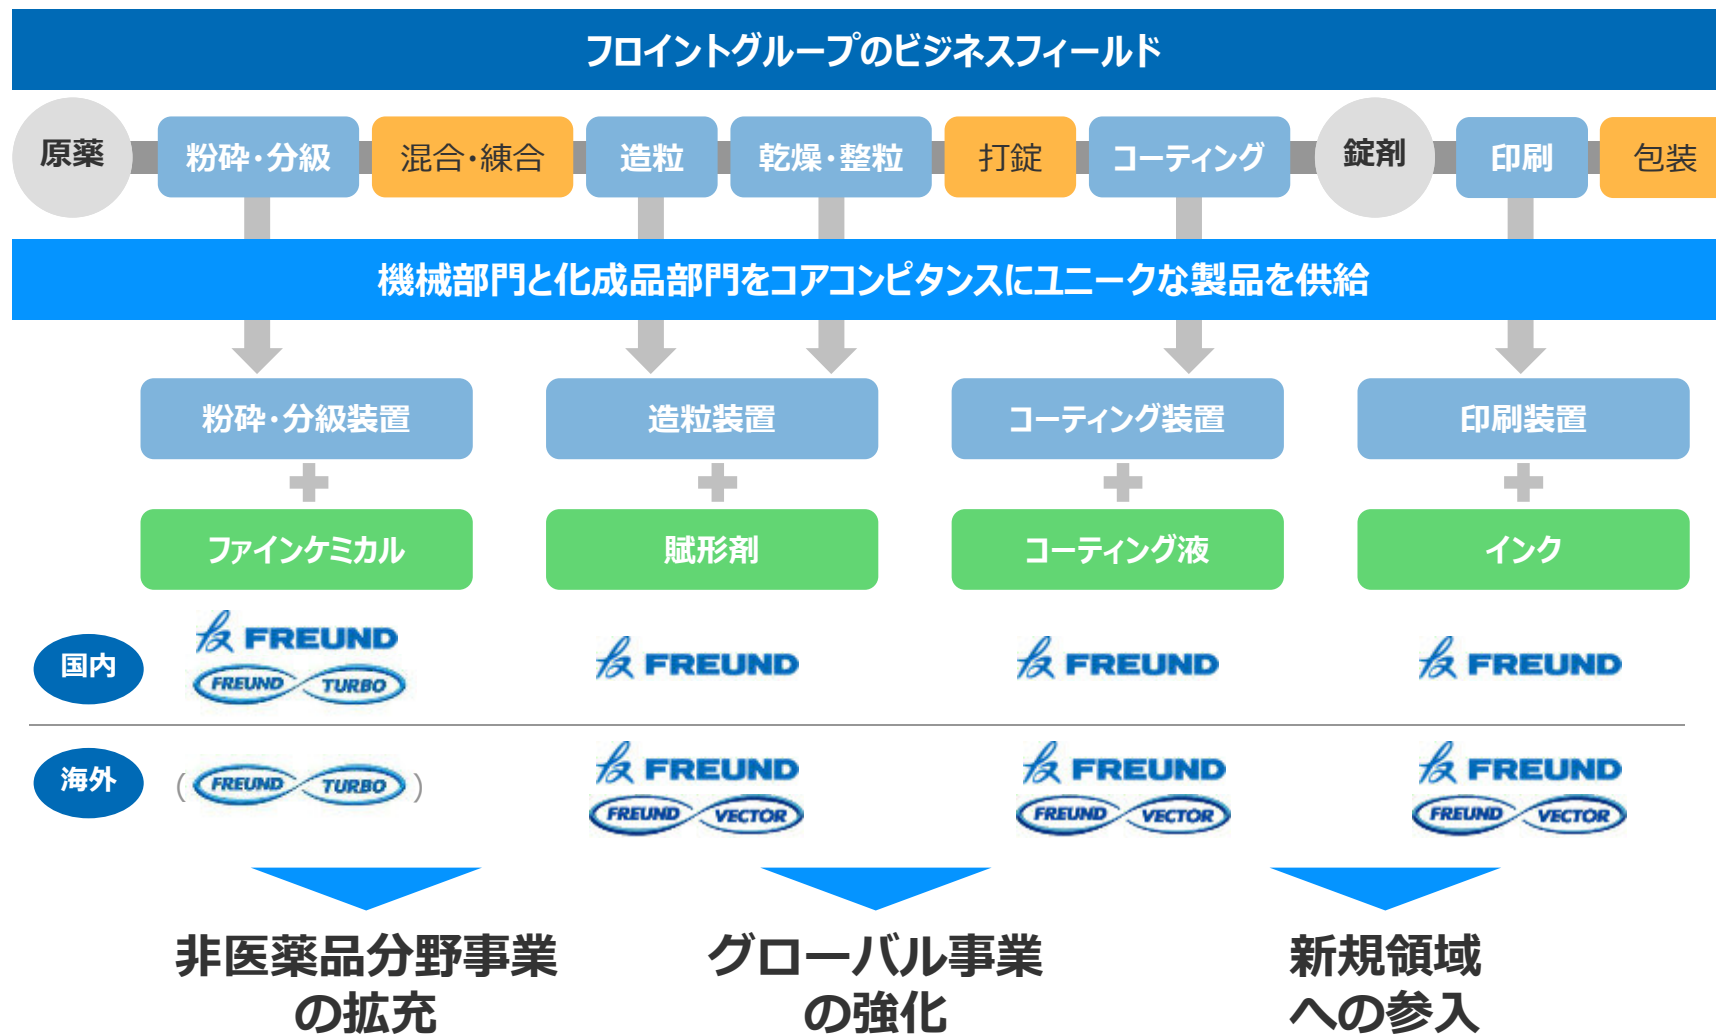 フロイントグループのビジネスフィールド
原薬 粉砕・分級 混合・練合 造粒 乾燥・整粒 打錠 コーティング 錠剤 印刷 包装
機械部門と化成品部門をコアコンピタンスにユニークな製品を供給
粉砕・分級装置 造粒装置 コーティング装置 印刷装置
ファインケミカル 賦形剤 コーティング液 インク
国内
FREUND
FREUND TURBO
FREUND
FREUND
FREUND
海外
(FREUND TURBO)
FREUND
FREUND VECTOR
FREUND
FREUND VECTOR
FREUND
FREUND VECTOR
非医薬品分野事業
の拡充
グローバル事業
の強化
新規領域
への参入